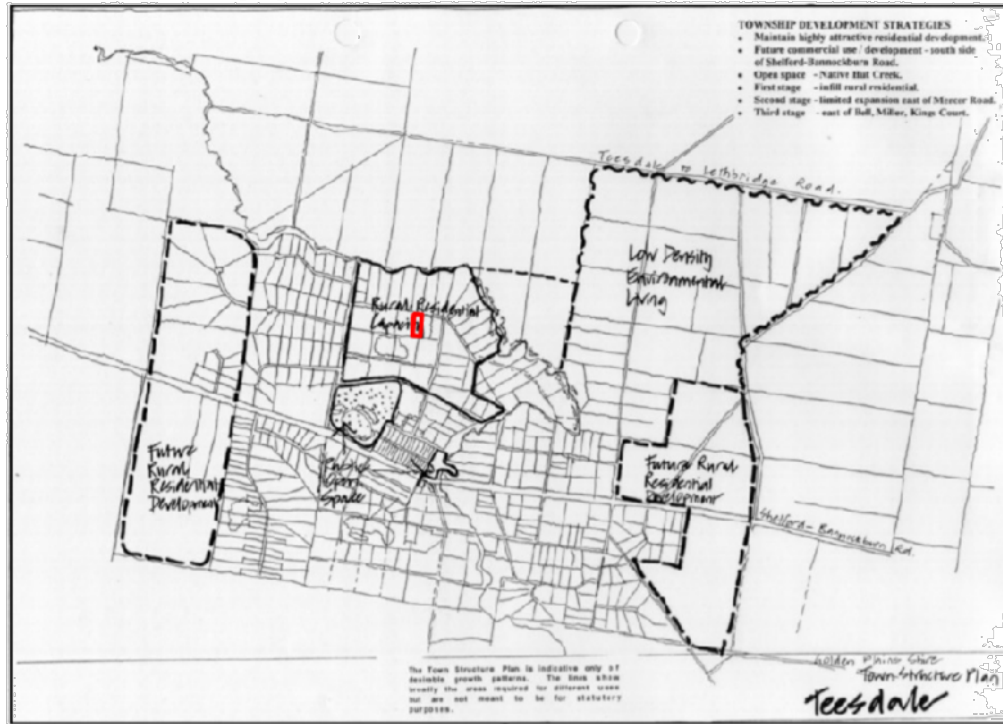 TOWNSHIP DEVELOPMENT STRATEGIES
• Maintain highly attractive residential development.
• Future commercial use / development - south side
of Shelford-Bannockburn Road.
• Open space - Native Hut Creek.
• First stage - infill rural residential.
• Second stage - limited expansion east of Mercer Road.
• Third stage - east of Bell, Miller, Kings Court.
Teesdale to Lethbridge Road.
Low Density
Environmental
Living
Rural Residential
Capacity
Future
Rural
Residential
Development
Public
Open
Space
Future Rural
Residential
Development
Shelford-Bannockburn Rd.
The Town Structure Plan is indicative only of
desirable growth patterns. The lines show
broadly the areas required for different uses
but are not meant to be for statutory
purposes.
Golden Plains Shire
Town Structure Plan
Teesdale